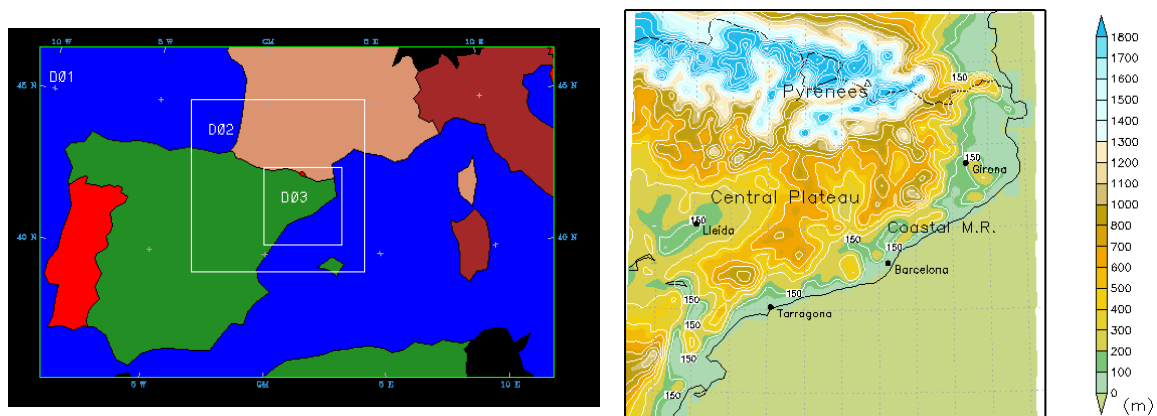 10 W 5 W GM 5 E 10 E
D01
45 N 45 N
D02
D03
40 N 40 N
5 W GM 5 E 10 E
150
Pyrenees
150
Girona
Central Plateau
150
Lleida
Coastal M.R.
150
Barcelona
150
150
Tarragona
150
150
150
1800
1700
1600
1500
1400
1300
1200
1100
1000
900
800
700
600
500
400
300
200
100
0
(m)